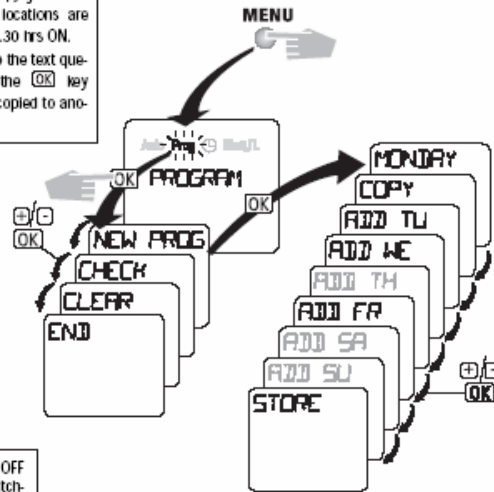 locations are
.30 hrs ON.
the text que-
the OK key
copied to ano-
MENU
Prog
OK
PROGRAM
OK
+/-
OK
NEW PROG
CHECK
CLEAR
END
MONDAY
COPY
ADD TU
ADD WE
ADD TH
ADD FR
ADD SA
ADD SU
STORE
+/-
OK
OFF
itch-